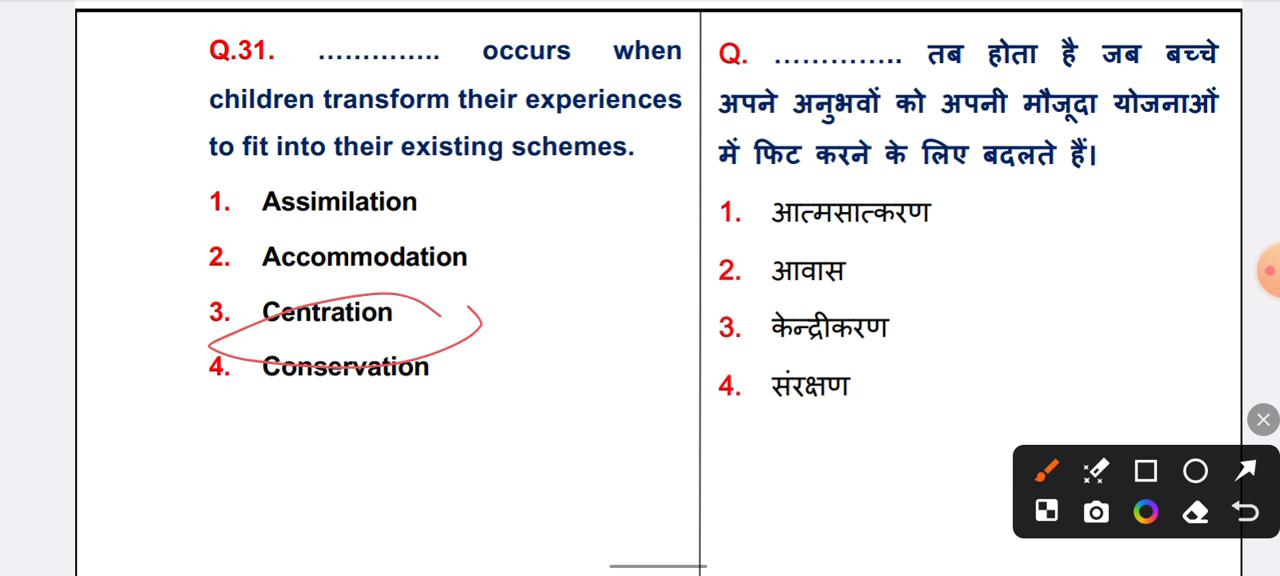 Q.31. ………….. occurs when
children transform their experiences
to fit into their existing schemes.
1. Assimilation
2. Accommodation
3. Centration
4. Conservation
Q. ………….. तब होता है जब बच्चे
अपने अनुभवों को अपनी मौजूदा योजनाओं
में फिट करने के लिए बदलते हैं।
1. आत्मसात्करण
2. आवास
3. केन्द्रीकरण
4. संरक्षण